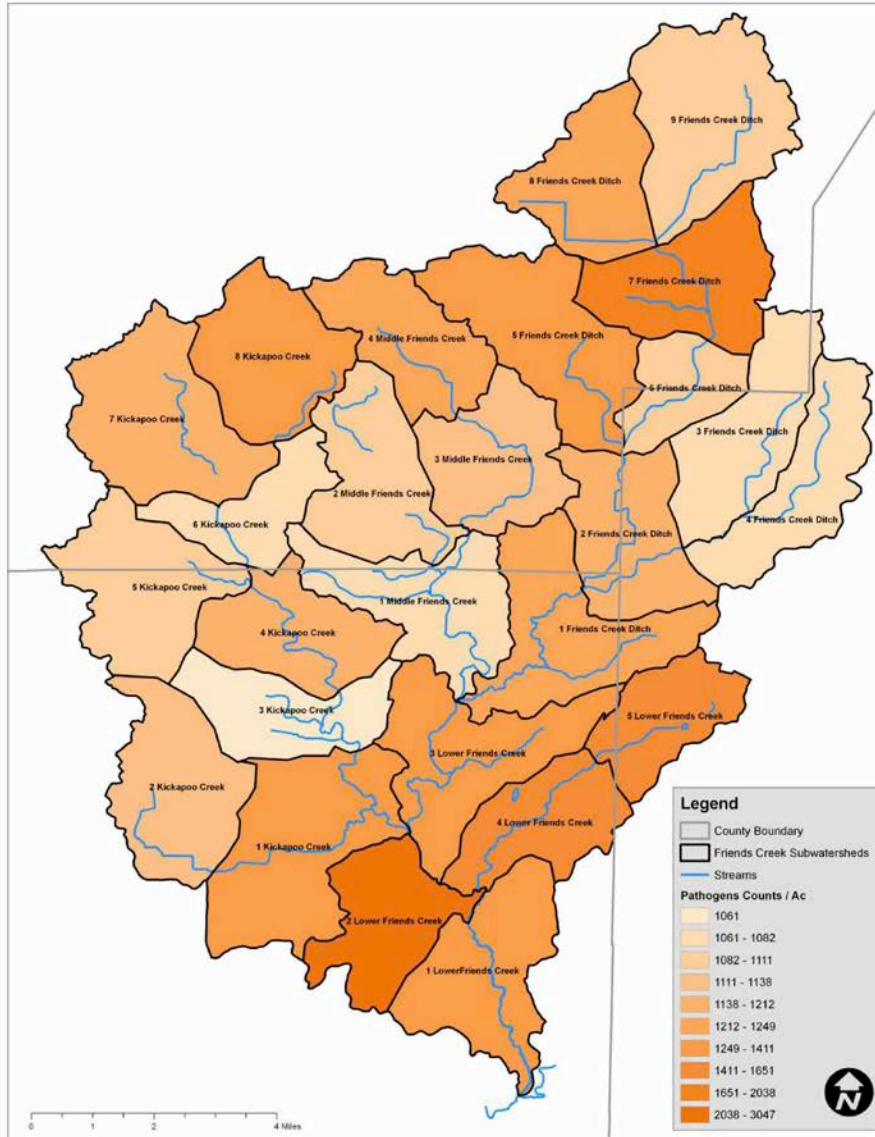 9 Friends Creek Ditch
8 Friends Creek Ditch
7 Friends Creek Ditch
4 Middle Friends Creek
5 Friends Creek Ditch
8 Kickapoo Creek
6 Friends Creek Ditch
7 Kickapoo Creek
3 Friends Creek Ditch
3 Middle Friends Creek
2 Middle Friends Creek
6 Kickapoo Creek
4 Friends Creek Ditch
2 Friends Creek Ditch
5 Kickapoo Creek
1 Middle Friends Creek
1 Friends Creek Ditch
4 Kickapoo Creek
3 Kickapoo Creek
5 Lower Friends Creek
3 Lower Friends Creek
2 Kickapoo Creek
4 Lower Friends Creek
1 Kickapoo Creek
2 Lower Friends Creek
1 LowerFriends Creek
Legend
County Boundary
Friends Creek Subwatersheds
Streams
Pathogens Counts / Ac
1061
1061 - 1082
1082 - 1111
1111 - 1138
1138 - 1212
1212 - 1249
1249 - 1411
1411 - 1651
1651 - 2038
2038 - 3047
N
0 1 2 4 Miles